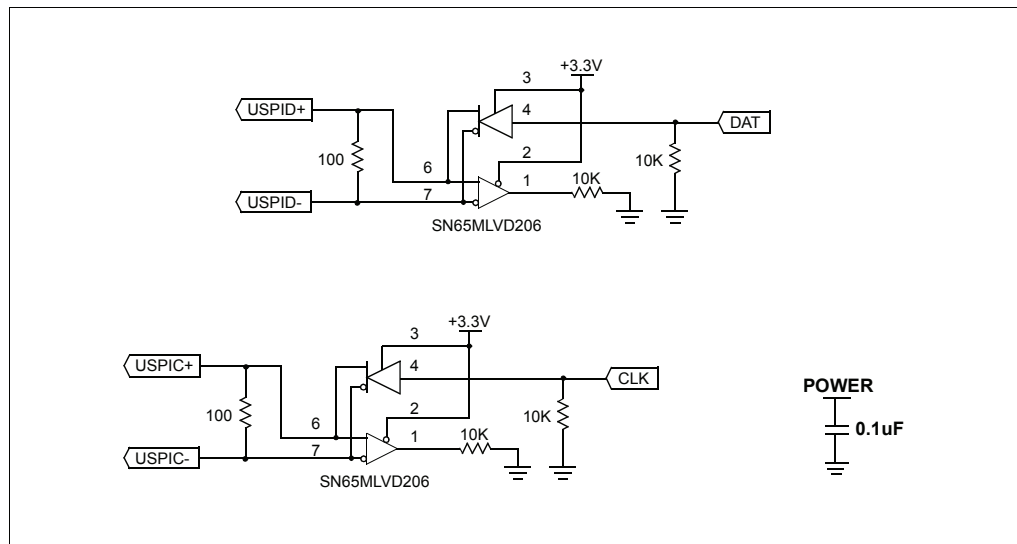 +3.3V
3
USPID+
4
DAT
100
2
10K
6
1
10K
7
USPID-
SN65MLVD206
+3.3V
3
USPIC+
4
CLK
POWER
100
2
10K
0.1uF
6
1
10K
7
USPIC-
SN65MLVD206